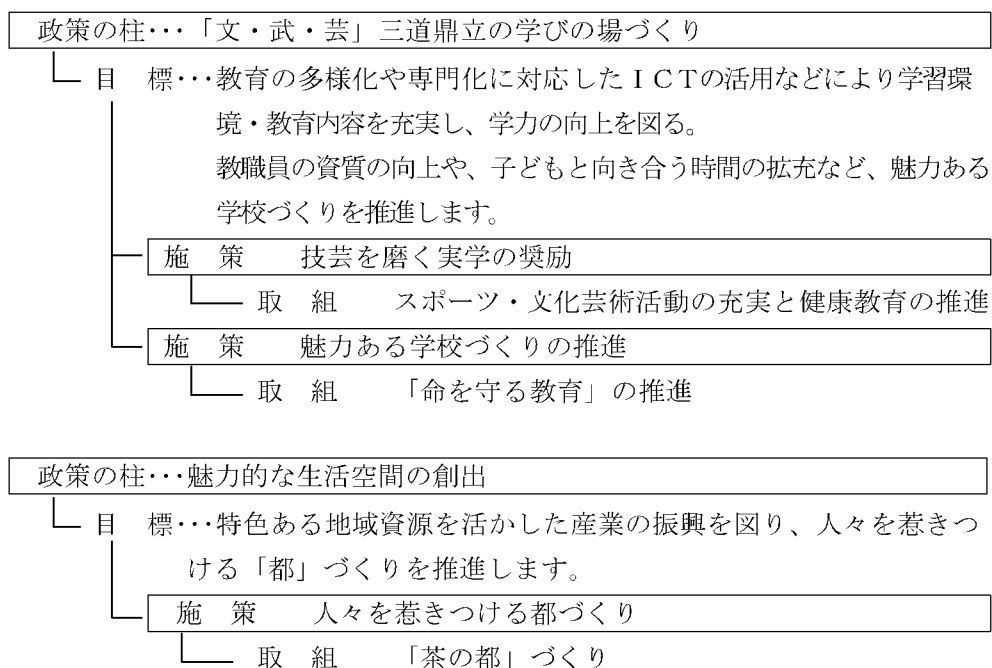 政策の柱･･･「文・武・芸」三道鼎立の学びの場づくり
目　標･･･教育の多様化や専門化に対応したＩＣＴの活用などにより学習環
境・教育内容を充実し、学力の向上を図る。
教職員の資質の向上や、子どもと向き合う時間の拡充など、魅力ある
学校づくりを推進します。
施　策　　技芸を磨く実学の奨励
取　組　　スポーツ・文化芸術活動の充実と健康教育の推進
施　策　　魅力ある学校づくりの推進
取　組　　「命を守る教育」の推進
政策の柱･･･魅力的な生活空間の創出
目　標･･･特色ある地域資源を活かした産業の振興を図り、人々を惹きつ
ける「都」づくりを推進します。
施　策　　人々を惹きつける都づくり
取　組　　「茶の都」づくり